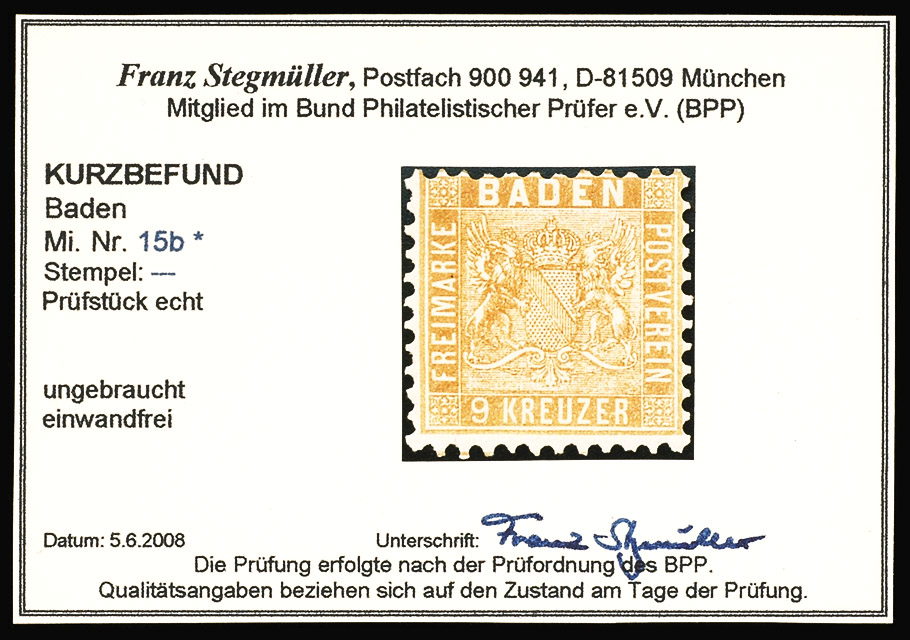 Franz Stegmüller, Postfach 900 941, D-81509 München
Mitglied im Bund Philatelistischer Prüfer e.V. (BPP)
KURZBEFUND
Baden
Mi. Nr. 15b *
Stempel: ---
Prüfstück echt
ungebraucht
einwandfrei
BADEN
FREIMARKE
POSTVEREIN
9 KREUZER
Datum: 5.6.2008
Unterschrift: Franz Stegmüller
Die Prüfung erfolgte nach der Prüfordnung des BPP.
Qualitätsangaben beziehen sich auf den Zustand am Tage der Prüfung.